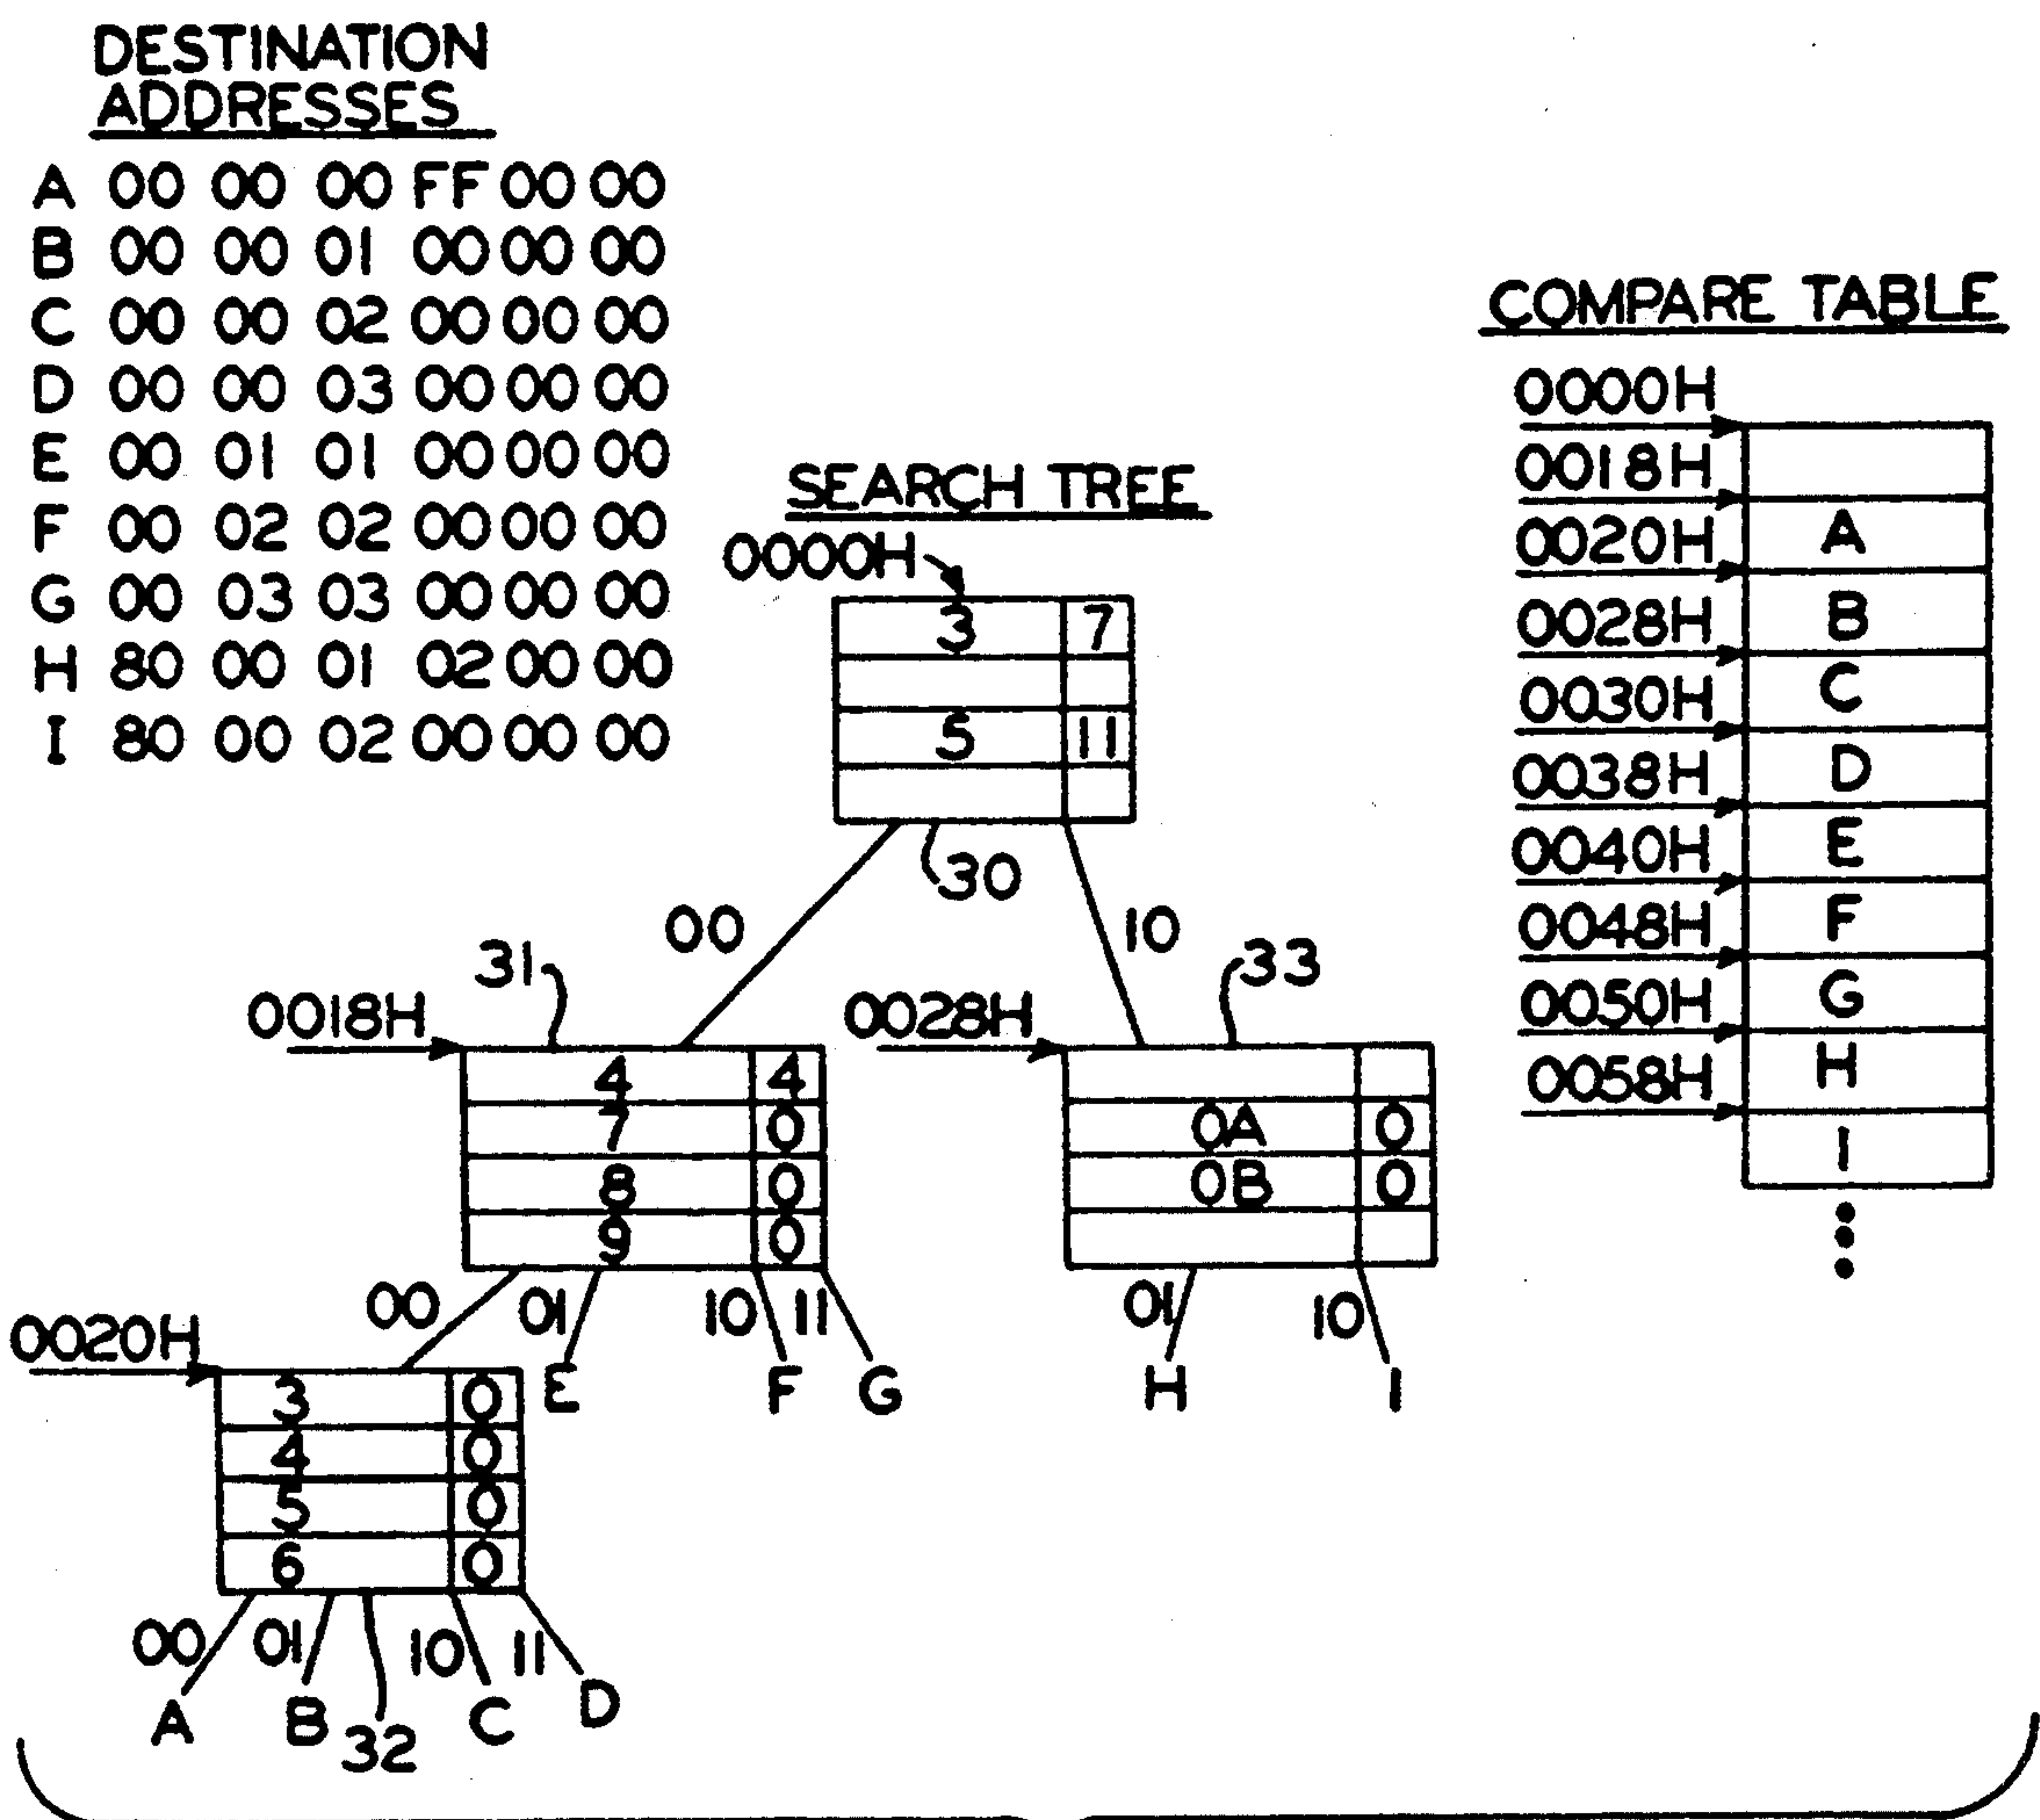 DESTINATION
ADDRESSES
A 00 00 00 FF 00 00
B 00 00 01 00 00 00
C 00 00 02 00 00 00
D 00 00 03 00 00 00
E 00 01 01 00 00 00
F 00 02 02 00 00 00
G 00 03 03 00 00 00
H 80 00 01 02 00 00
I 80 00 02 00 00 00
SEARCH TREE
0000H
3 7
5 11
30
00
10
31
0018H
4 4
7 0
8 0
9 0
33
0028H
0A 0
0B 0
00
01
10
11
E
F
G
01
10
H
I
0020H
3 0
4 0
5 0
6 0
00
01
10
11
A
B
32
C
D
COMPARE TABLE
0000H
0018H
A
0020H
B
0028H
C
0030H
D
0038H
E
0040H
F
0048H
G
0050H
H
0058H
I